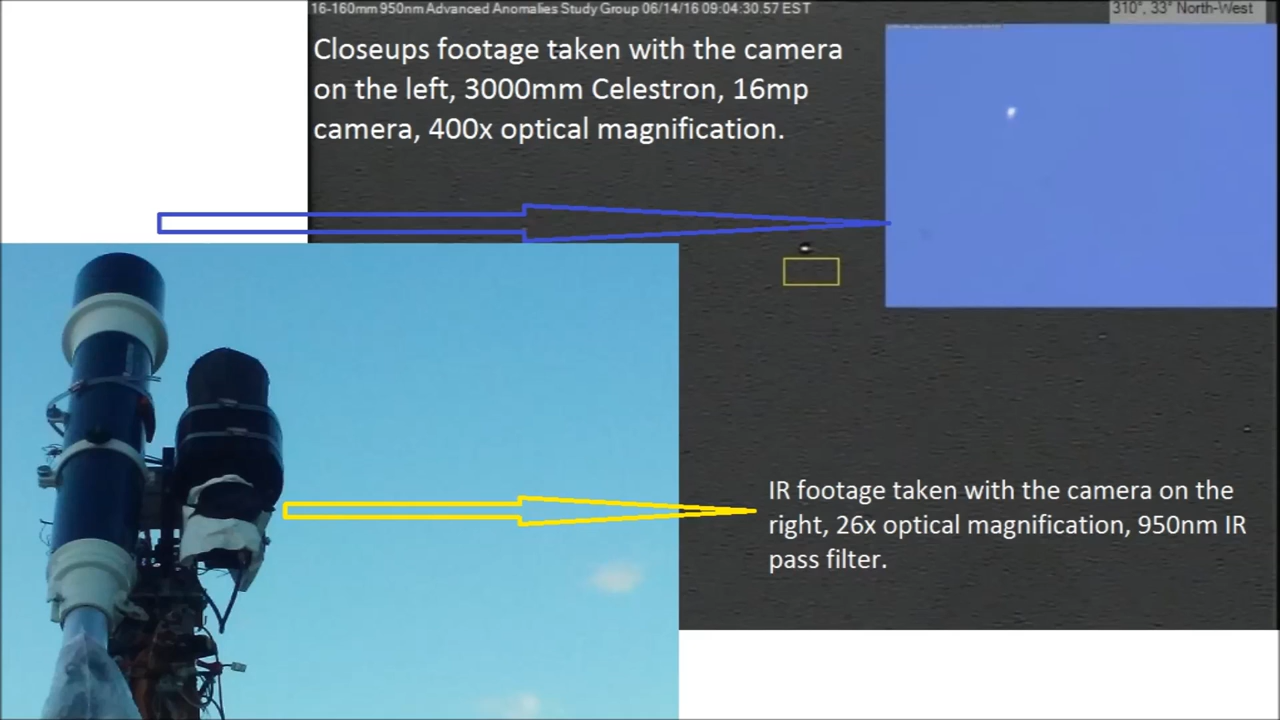 16-160mm 950nm Advanced Anomalies Study Group 06/14/16 09:04:30.57 EST
310°, 33° North-West
Closeups footage taken with the camera
on the left, 3000mm Celestron, 16mp
camera, 400x optical magnification.
IR footage taken with the camera on the
right, 26x optical magnification, 950nm IR
pass filter.